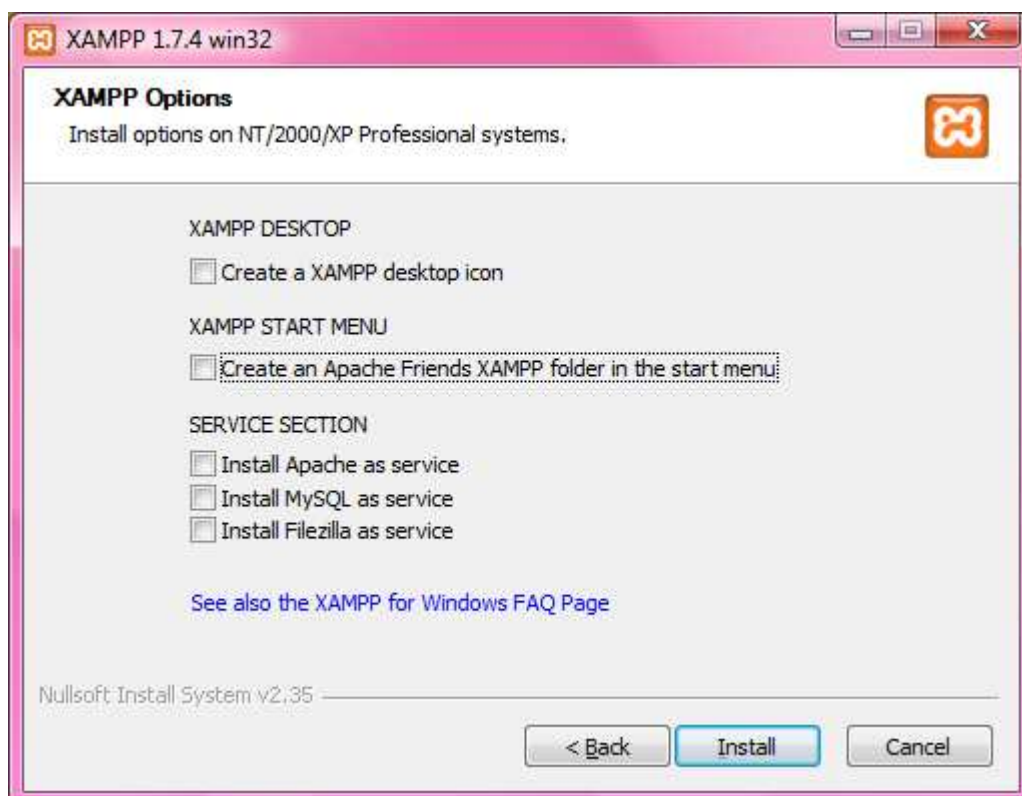 XAMPP 1.7.4 win32
XAMPP Options
Install options on NT/2000/XP Professional systems.
XAMPP DESKTOP
Create a XAMPP desktop icon
XAMPP START MENU
Create an Apache Friends XAMPP folder in the start menu
SERVICE SECTION
Install Apache as service
Install MySQL as service
Install Filezilla as service
See also the XAMPP for Windows FAQ Page
Nullsoft Install System v2.35
< Back Install Cancel